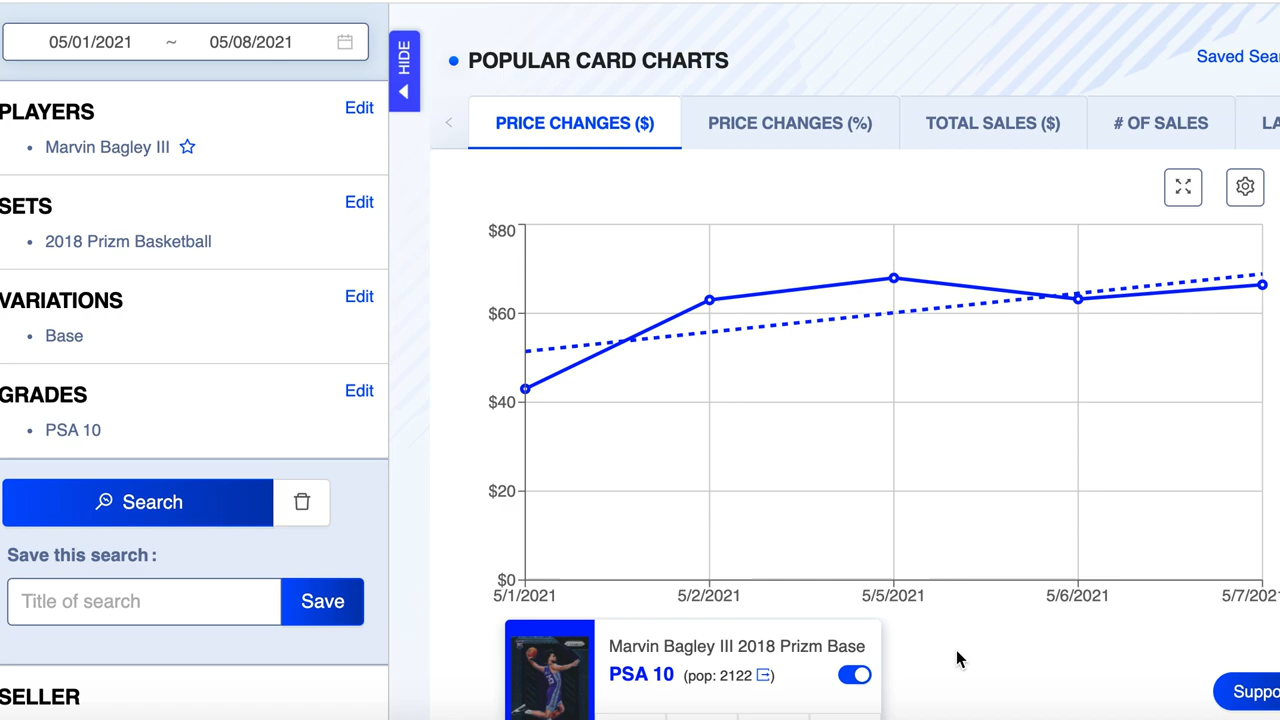 05/01/2021 ~ 05/08/2021
PLAYERS Edit
Marvin Bagley III
SETS Edit
2018 Prizm Basketball
VARIATIONS Edit
Base
GRADES Edit
PSA 10
Search
Save this search :
Title of search Save
SELLER
HIDE
POPULAR CARD CHARTS
Saved Sear
PRICE CHANGES ($) PRICE CHANGES (%) TOTAL SALES ($) # OF SALES LA
$80
$60
$40
$20
$0
5/1/2021 5/2/2021 5/5/2021 5/6/2021 5/7/2021
Marvin Bagley III 2018 Prizm Base
PSA 10 (pop: 2122)
Suppo